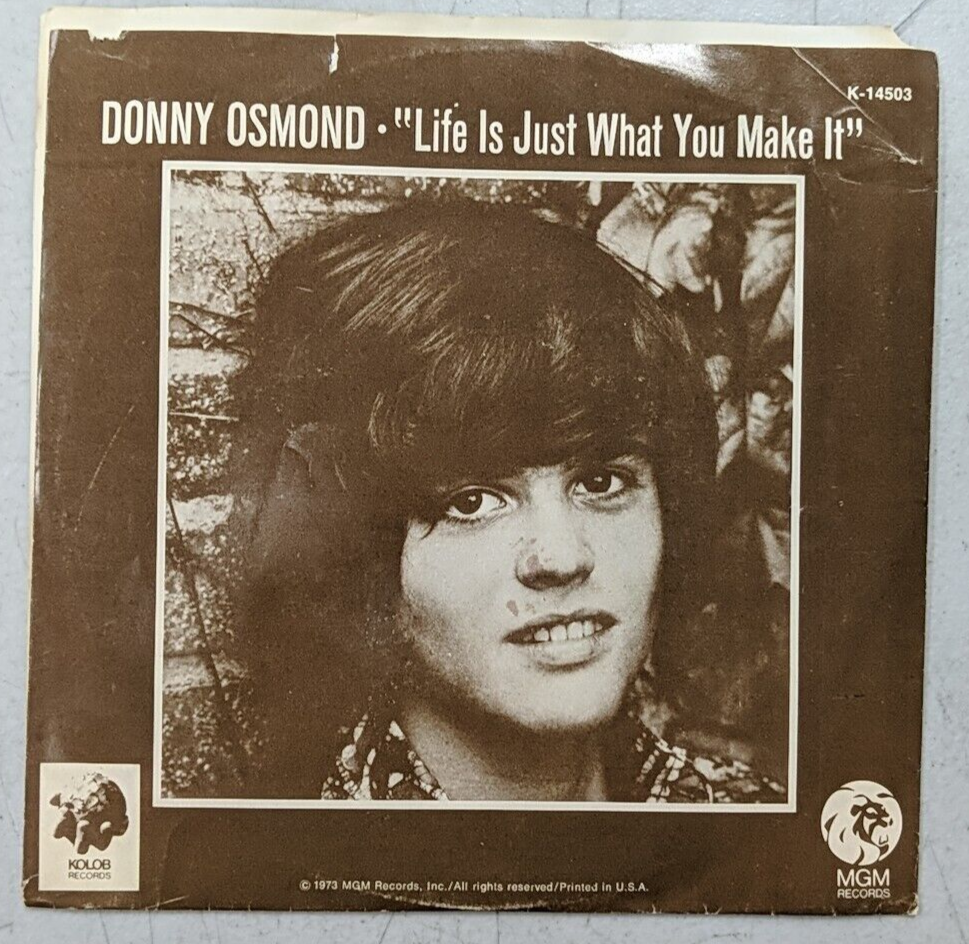 K-14503
DONNY OSMOND • "Life Is Just What You Make It"
KOLOB
RECORDS
© 1973 MGM Records, Inc./All rights reserved/Printed in U.S.A.
MGM
RECORDS